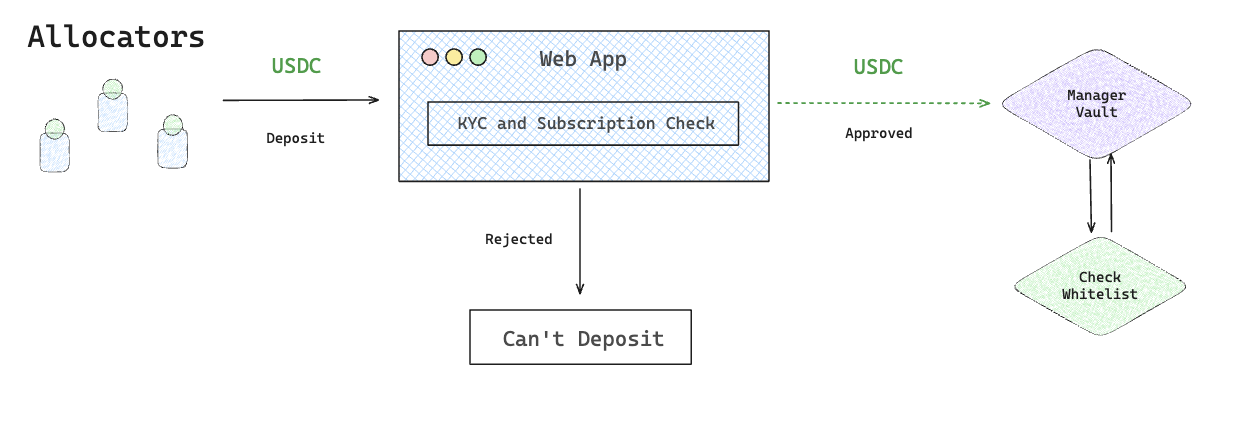 Allocators
USDC
Deposit
Web App
KYC and Subscription Check
USDC
Approved
Manager
Vault
Rejected
Check
Whitelist
Can't Deposit